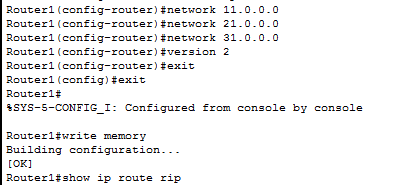 Router1(config-router)#network 11.0.0.0
Router1(config-router)#network 21.0.0.0
Router1(config-router)#network 31.0.0.0
Router1(config-router)#version 2
Router1(config-router)#exit
Router1(config)#exit
Router1#
%SYS-5-CONFIG_I: Configured from console by console
Router1#write memory
Building configuration...
[OK]
Router1#show ip route rip